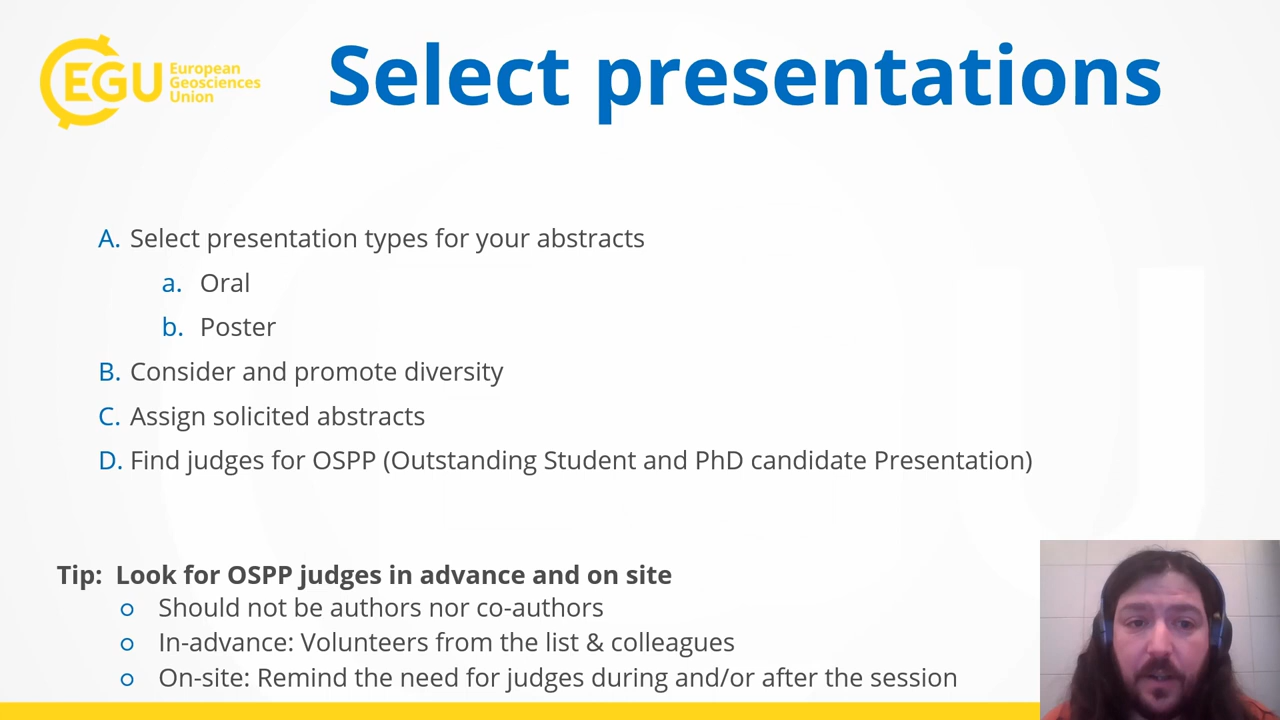 EGU
European
Geosciences
Union
Select presentations
A. Select presentation types for your abstracts
a. Oral
b. Poster
B. Consider and promote diversity
C. Assign solicited abstracts
D. Find judges for OSPP (Outstanding Student and PhD candidate Presentation)
Tip: Look for OSPP judges in advance and on site
Should not be authors nor co-authors
In-advance: Volunteers from the list & colleagues
On-site: Remind the need for judges during and/or after the session